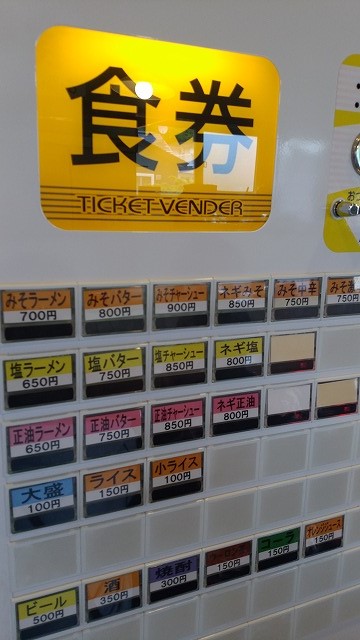 食券
TICKET VENDER
みそラーメン
700円
みそバター
800円
みそチャーシュー
900円
ネギみそ
850円
みそ中辛
750円
みそ
750円
塩ラーメン
650円
塩バター
750円
塩チャーシュー
850円
ネギ塩
800円
正油ラーメン
650円
正油バター
750円
正油チャーシュー
850円
ネギ正油
800円
大盛
100円
ライス
150円
小ライス
100円
ビール
500円
酒
350円
焼酎
300円
ウーロン
150円
コーラ
150円
オレンジジュース
150円